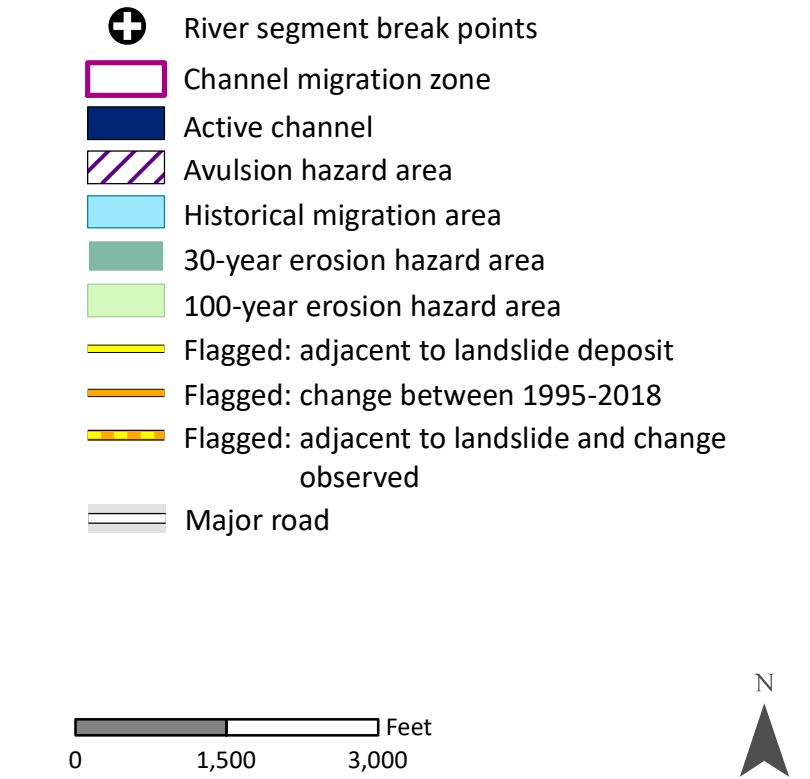 River segment break points
Channel migration zone
Active channel
Avulsion hazard area
Historical migration area
30-year erosion hazard area
100-year erosion hazard area
Flagged: adjacent to landslide deposit
Flagged: change between 1995-2018
Flagged: adjacent to landslide and change
observed
Major road
N
Feet
0 1,500 3,000